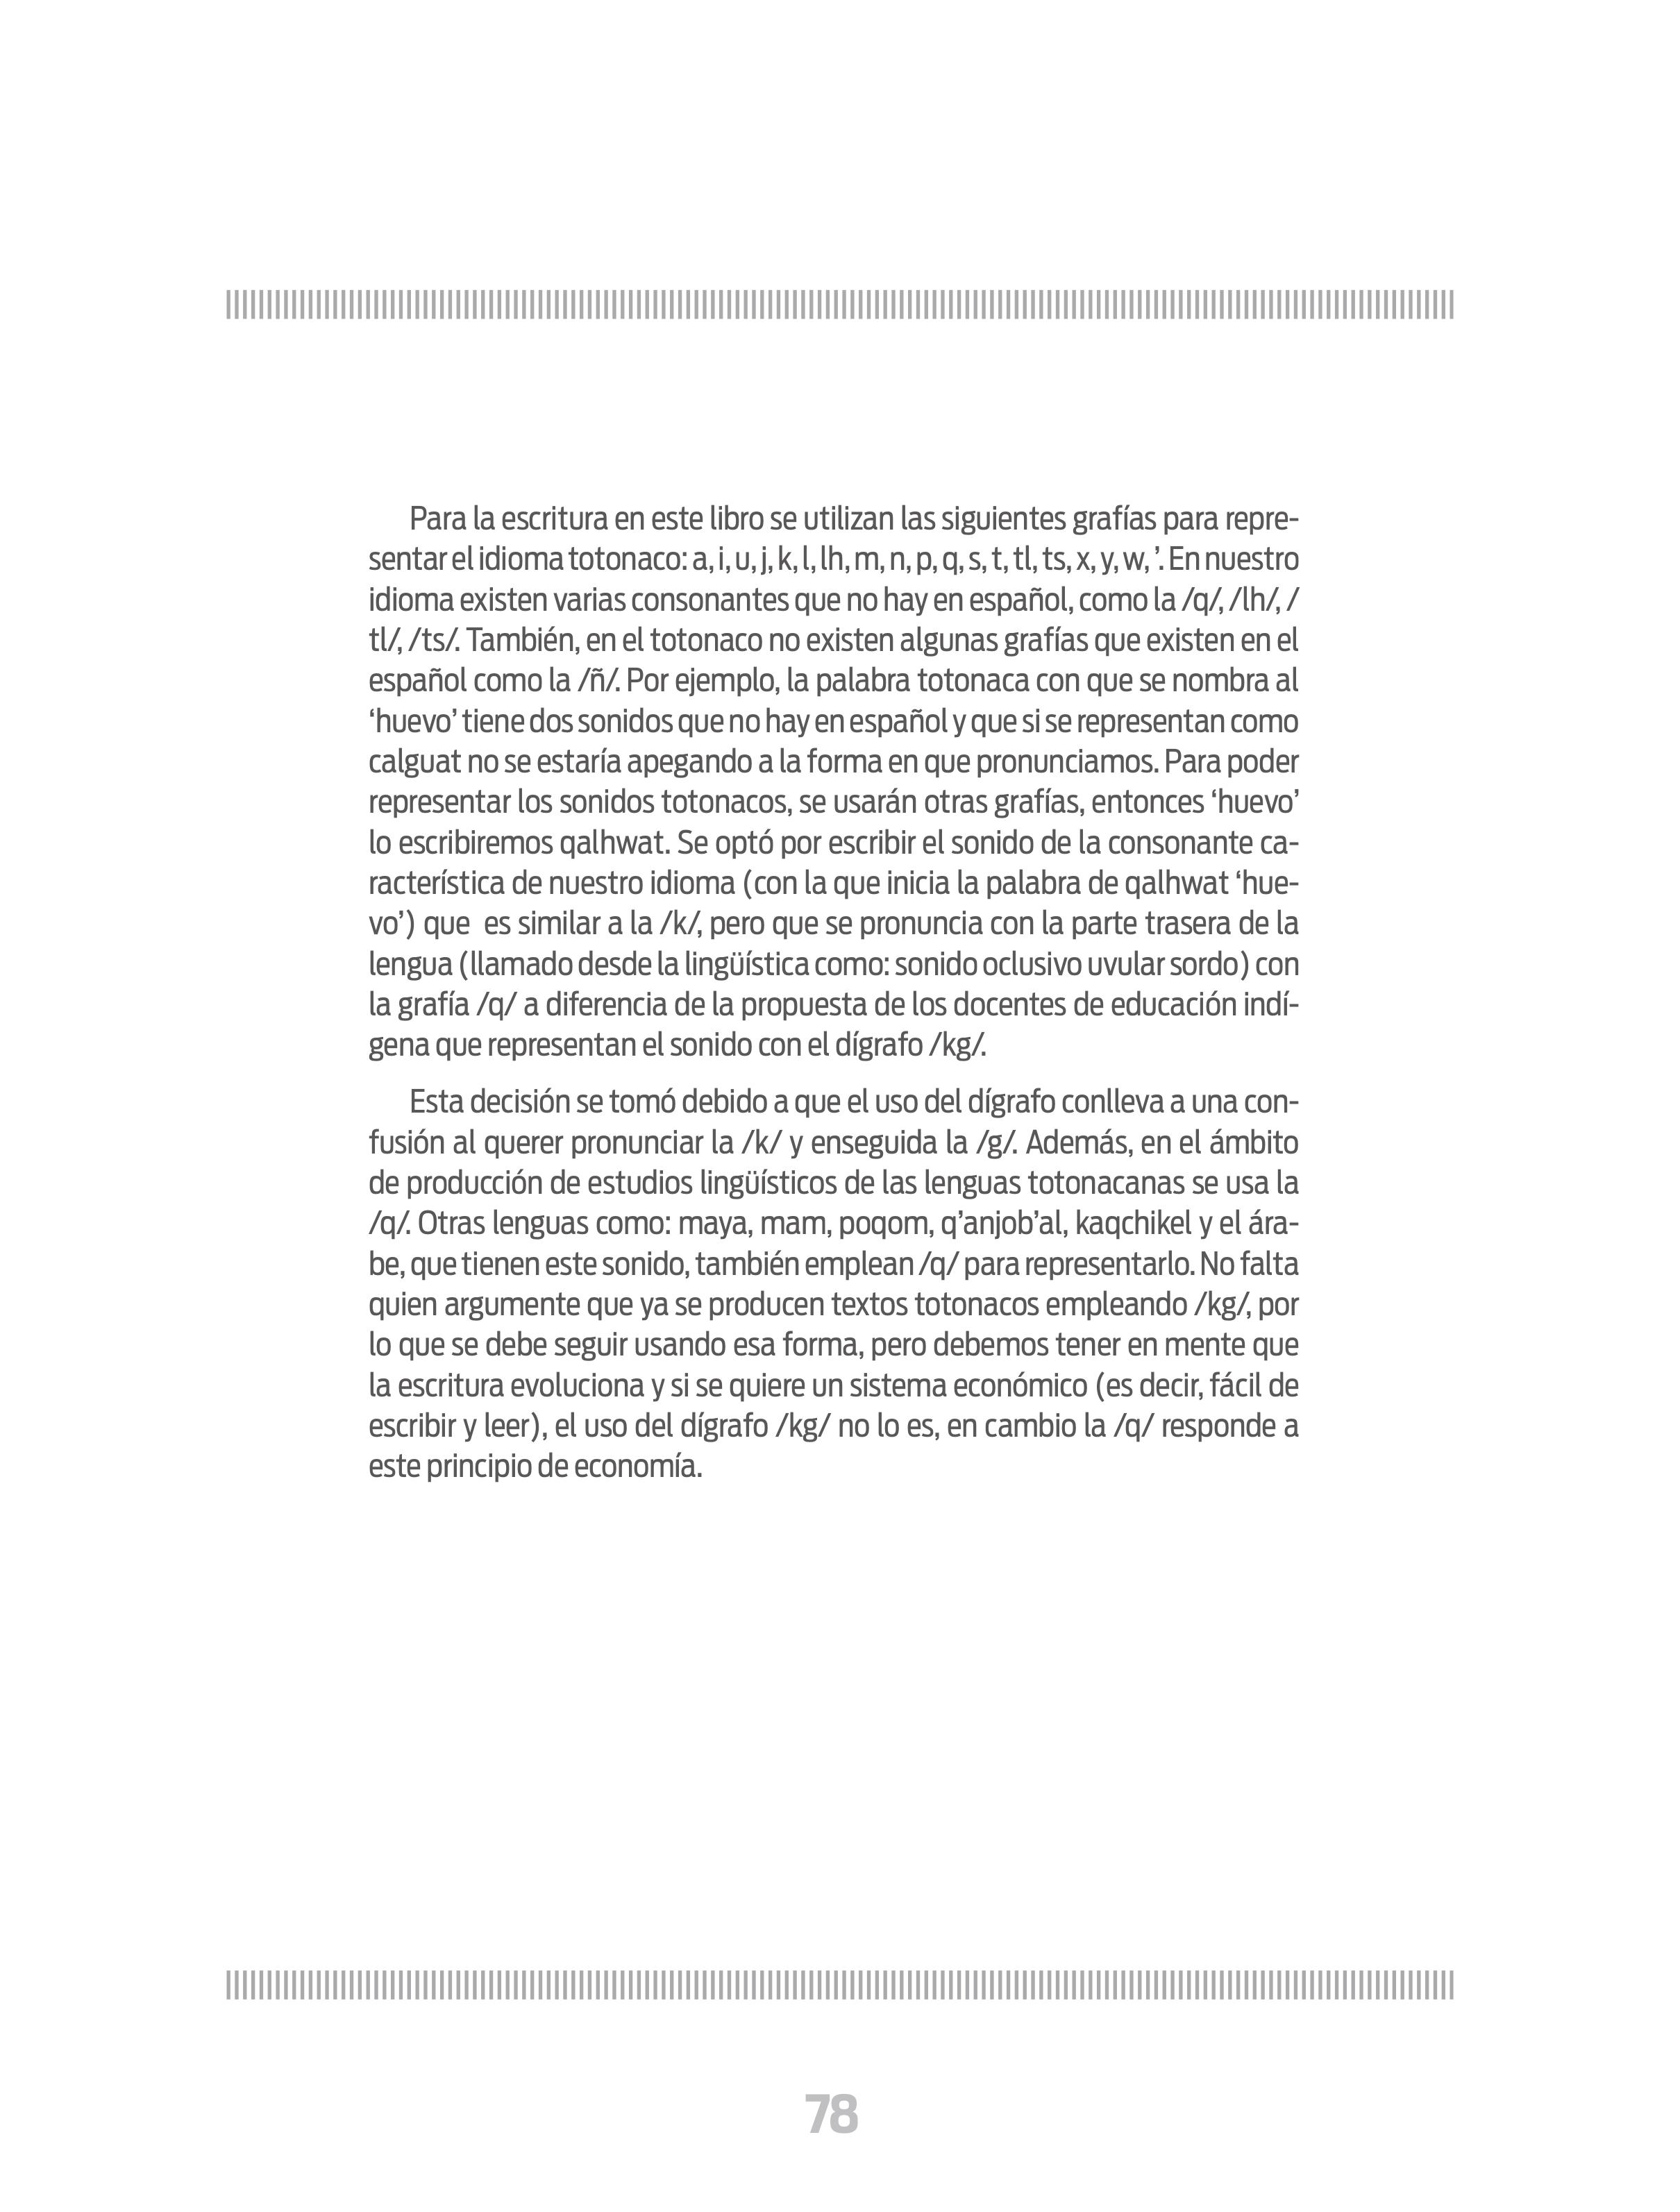 Para la escritura en este libro se utilizan las siguientes grafías para repre-
sentar el idioma totonaco: a, i, u, j, k, l, lh, m, n, p, q, s, t, tl, ts, x, y, w, ’. En nuestro
idioma existen varias consonantes que no hay en español, como la /q/, /lh/, /
tl/, /ts/. También, en el totonaco no existen algunas grafías que existen en el
español como la /ñ/. Por ejemplo, la palabra totonaca con que se nombra al
‘huevo’ tiene dos sonidos que no hay en español y que si se representan como
calguat no se estaría apegando a la forma en que pronunciamos. Para poder
representar los sonidos totonacos, se usarán otras grafías, entonces ‘huevo’
lo escribiremos qalhwat. Se optó por escribir el sonido de la consonante ca-
racterística de nuestro idioma (con la que inicia la palabra de qalhwat ‘hue-
vo’) que  es similar a la /k/, pero que se pronuncia con la parte trasera de la
lengua (llamado desde la lingüística como: sonido oclusivo uvular sordo) con
la grafía /q/ a diferencia de la propuesta de los docentes de educación indí-
gena que representan el sonido con el dígrafo /kg/.
Esta decisión se tomó debido a que el uso del dígrafo conlleva a una con-
fusión al querer pronunciar la /k/ y enseguida la /g/. Además, en el ámbito
de producción de estudios lingüísticos de las lenguas totonacanas se usa la
/q/. Otras lenguas como: maya, mam, poqom, q’anjob’al, kaqchikel y el ára-
be, que tienen este sonido, también emplean /q/ para representarlo. No falta
quien argumente que ya se producen textos totonacos empleando /kg/, por
lo que se debe seguir usando esa forma, pero debemos tener en mente que
la escritura evoluciona y si se quiere un sistema económico (es decir, fácil de
escribir y leer), el uso del dígrafo /kg/ no lo es, en cambio la /q/ responde a
este principio de economía.
78